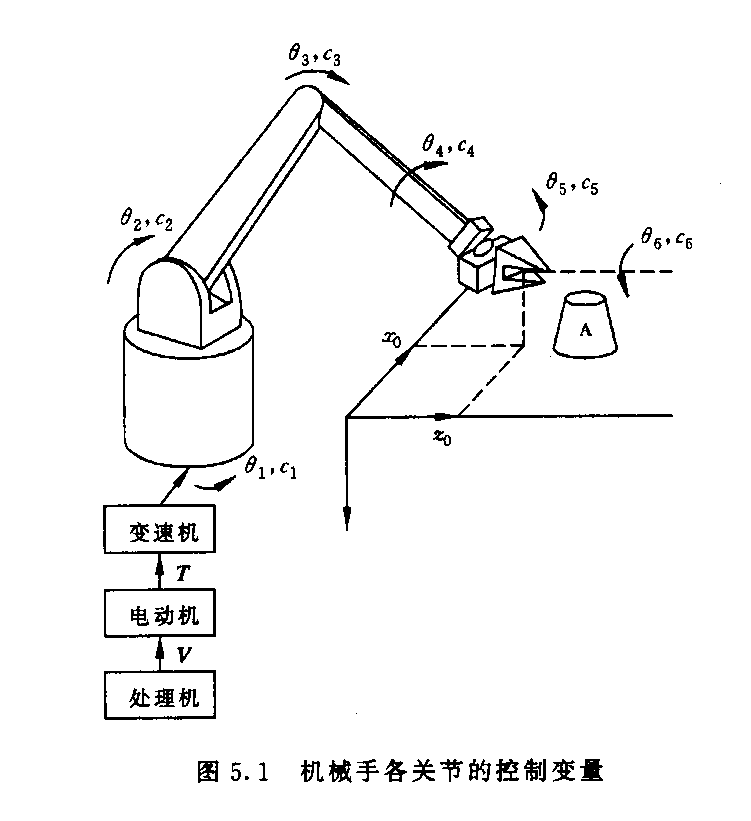 θ₃, c₃
θ₄, c₄
θ₅, c₅
θ₂, c₂
θ₆, c₆
A
x₀
z₀
θ₁, c₁
变速机
T
电动机
V
处理机
图 5.1 机械手各关节的控制变量